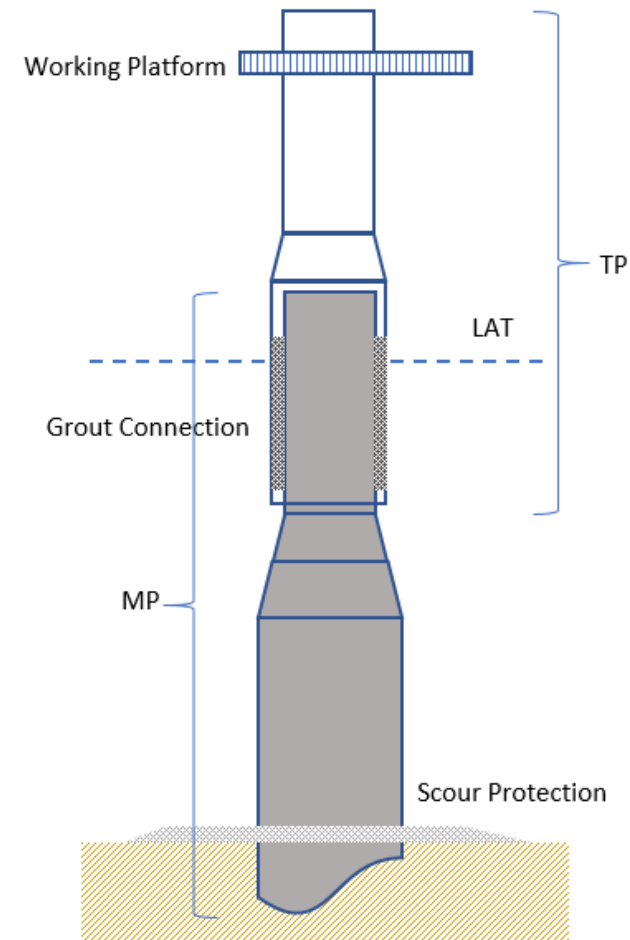 Working Platform
TP
LAT
Grout Connection
MP
Scour Protection